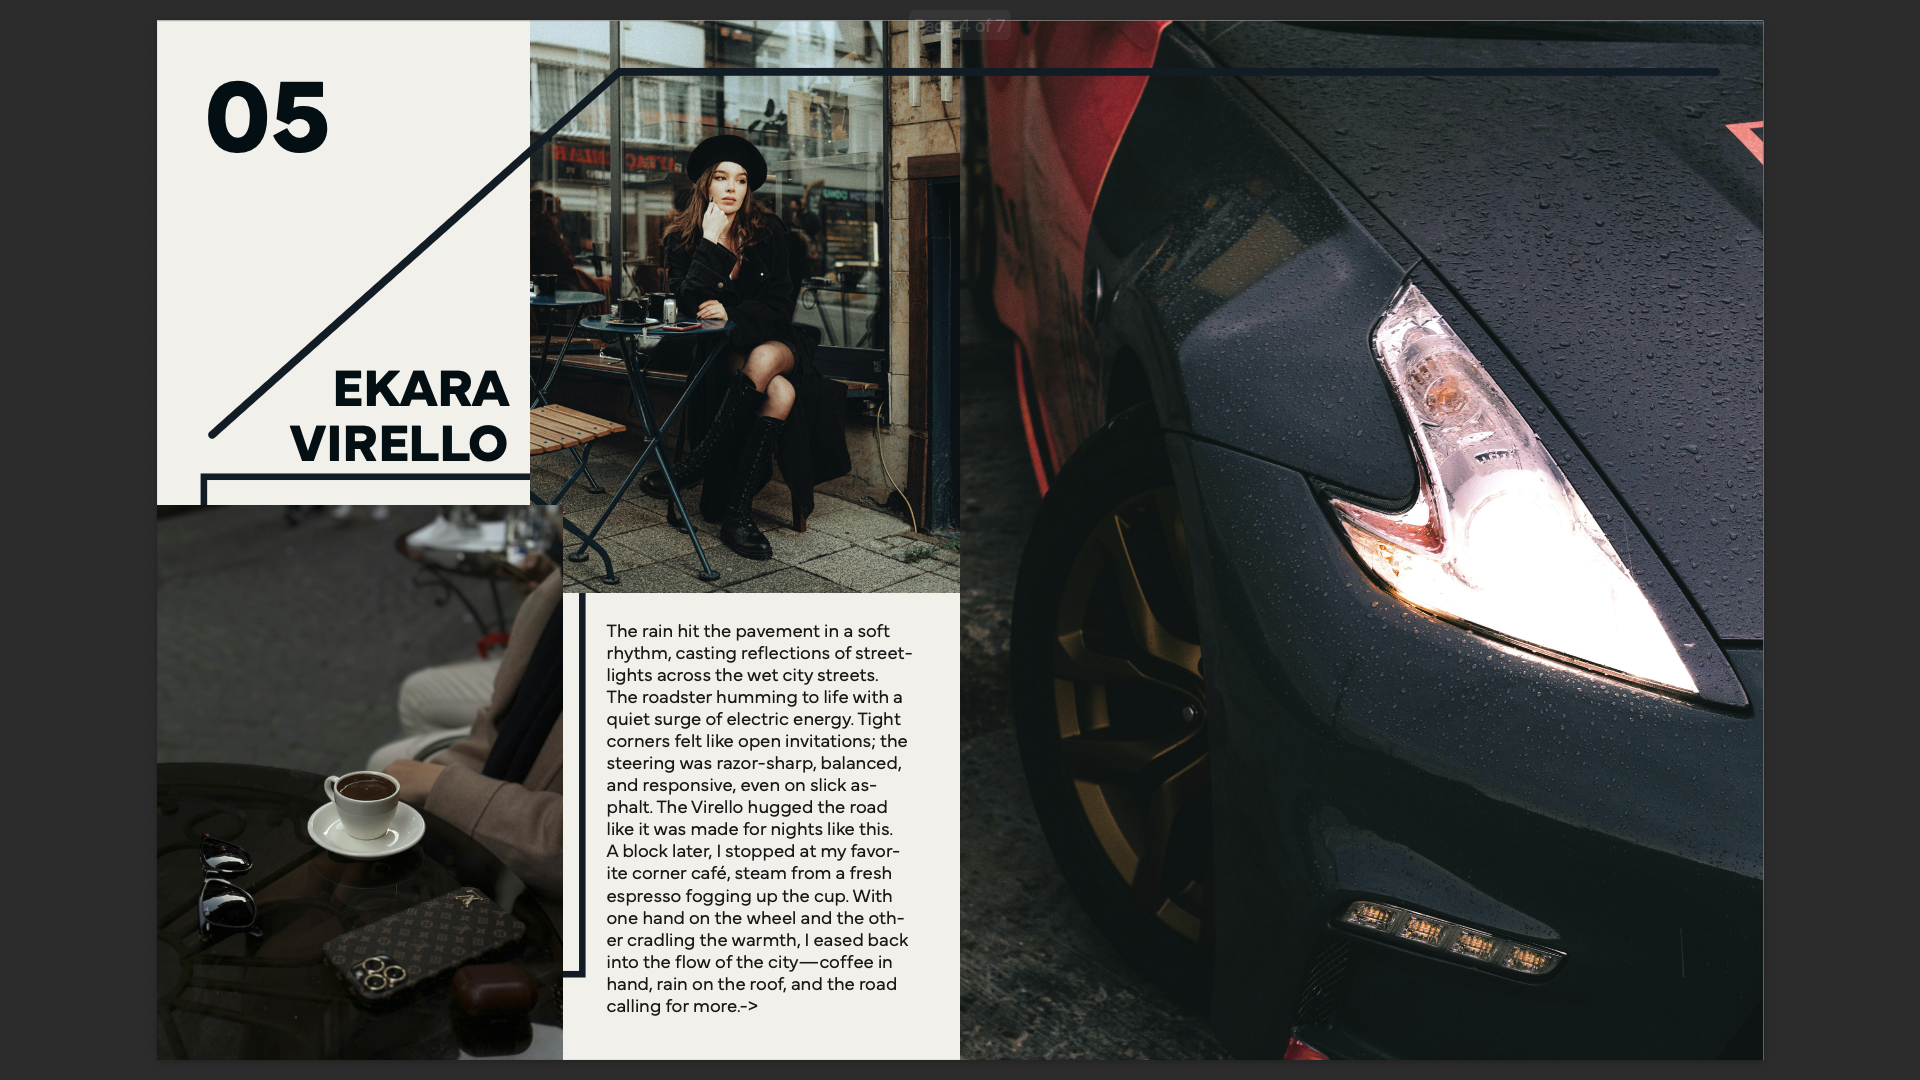 Page 4 of 7
05
EKARA
VIRELLO
The rain hit the pavement in a soft
rhythm, casting reflections of street-
lights across the wet city streets.
The roadster humming to life with a
quiet surge of electric energy. Tight
corners felt like open invitations; the
steering was razor-sharp, balanced,
and responsive, even on slick as-
phalt. The Virello hugged the road
like it was made for nights like this.
A block later, I stopped at my favor-
ite corner café, steam from a fresh
espresso fogging up the cup. With
one hand on the wheel and the oth-
er cradling the warmth, I eased back
into the flow of the city—coffee in
hand, rain on the roof, and the road
calling for more.->